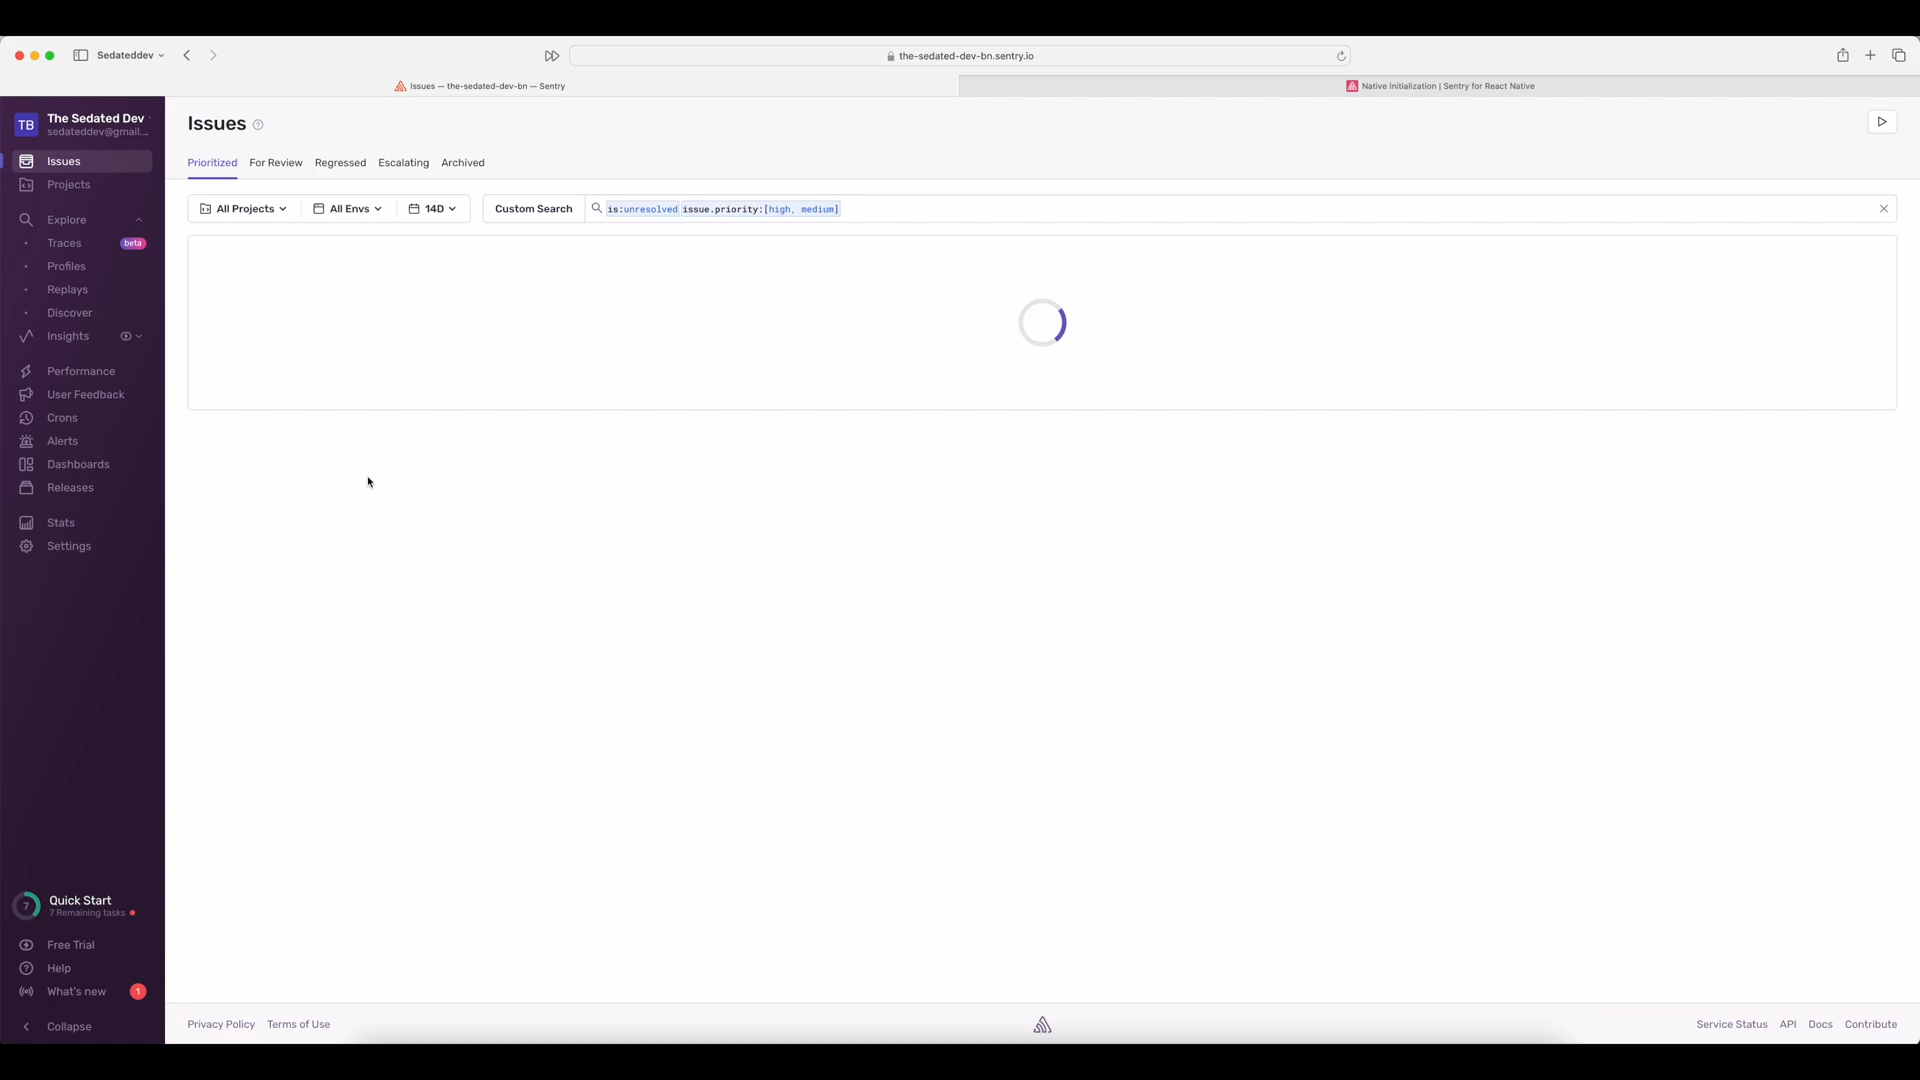 Sedateddev
the-sedated-dev-bn.sentry.io
Issues — the-sedated-dev-bn — Sentry
Native Initialization | Sentry for React Native
TB
The Sedated Dev
sedateddev@gmail...
Issues
Projects
Explore
Traces beta
Profiles
Replays
Discover
Insights
Performance
User Feedback
Crons
Alerts
Dashboards
Releases
Stats
Settings
7
Quick Start
7 Remaining tasks
Free Trial
Help
What's new 1
Collapse
Issues
Prioritized For Review Regressed Escalating Archived
All Projects All Envs 14D Custom Search is:unresolved issue.priority:[high, medium]
Privacy Policy Terms of Use Service Status API Docs Contribute